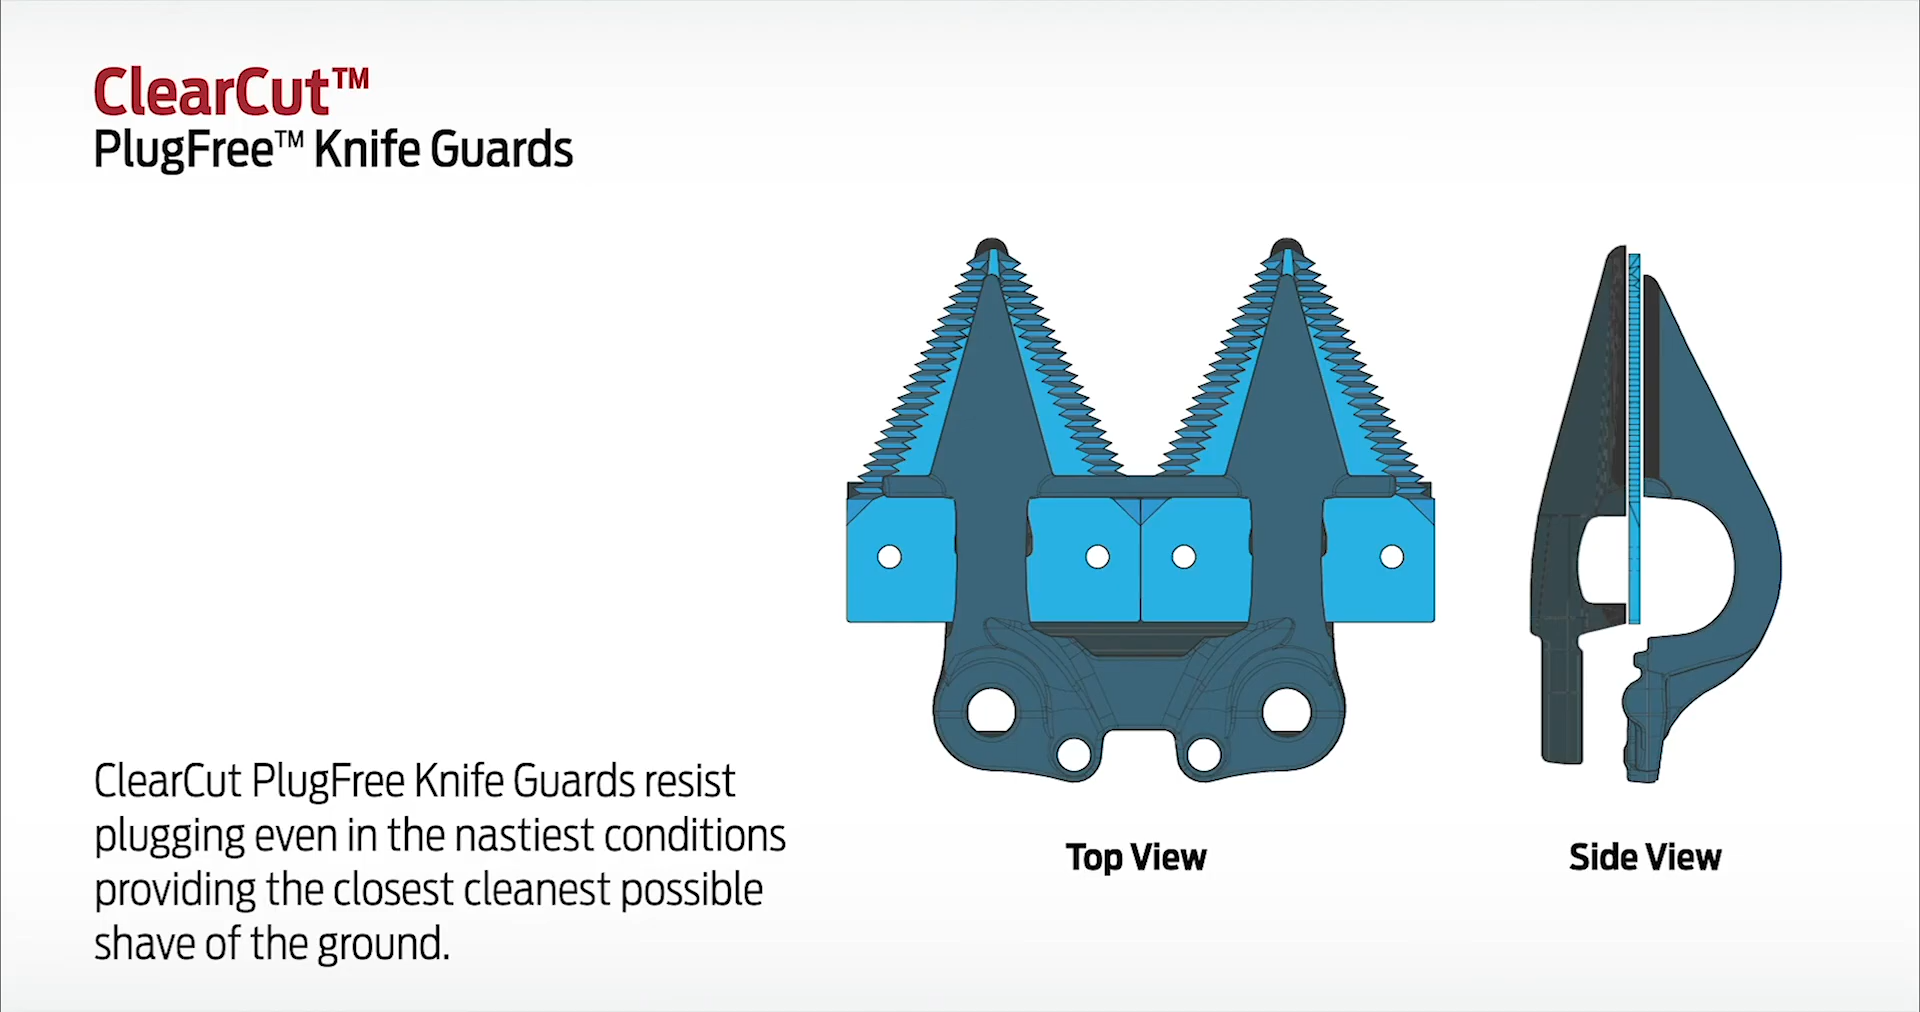 ClearCut™
PlugFree™ Knife Guards
ClearCut PlugFree Knife Guards resist
plugging even in the nastiest conditions
providing the closest cleanest possible
shave of the ground.
Top View
Side View